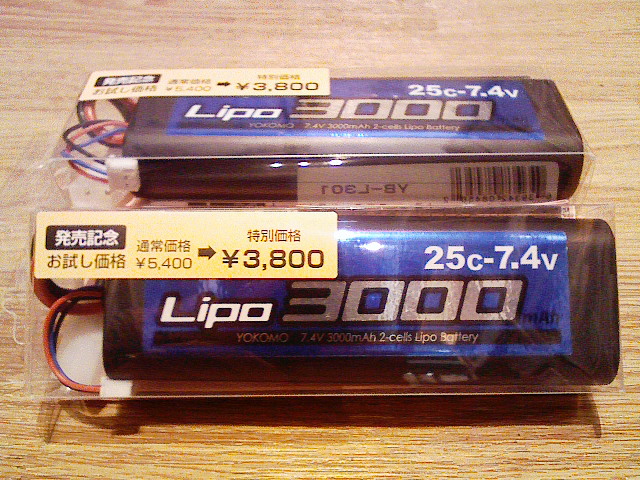 発売記念
お試し価格
通常価格
¥5,400
➡
特別価格
¥3,800
25C-7.4V
Lipo 3000
YOKOMO 7.4V 3000mAh 2-cells Lipo Battery
YB-L301
発売記念
お試し価格
通常価格
¥5,400
➡
特別価格
¥3,800
25C-7.4V
Lipo 3000
mAh
YOKOMO 7.4V 3000mAh 2-cells Lipo Battery